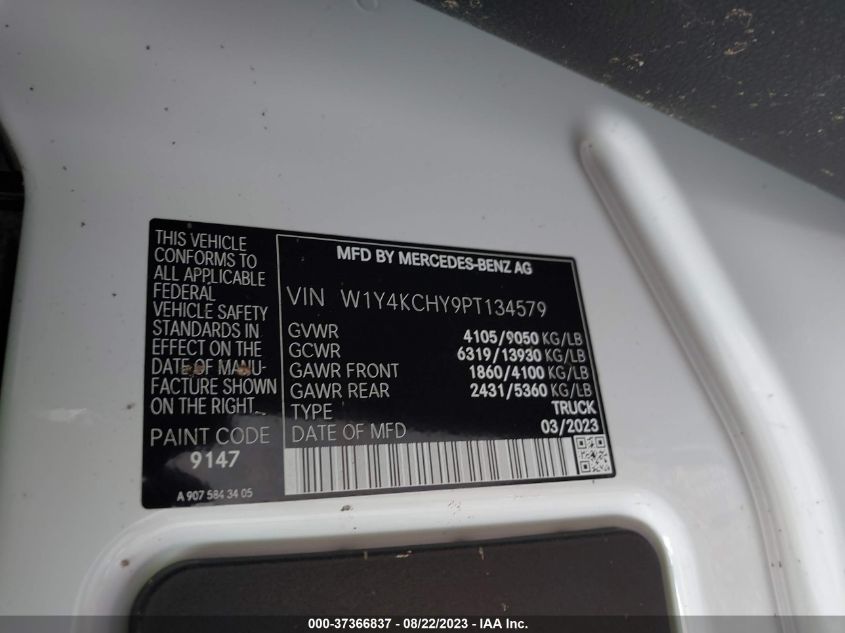 THIS VEHICLE
CONFORMS TO
ALL APPLICABLE
FEDERAL
VEHICLE SAFETY
STANDARDS IN
EFFECT ON THE
DATE OF MANU-
FACTURE SHOWN
ON THE RIGHT.
PAINT CODE
9147
A 907 584 34 05
MFD BY MERCEDES-BENZ AG
VIN W1Y4KCHY9PT134579
GVWR 4105/9050 KG/LB
GCWR 6319/13930 KG/LB
GAWR FRONT 1860/4100 KG/LB
GAWR REAR 2431/5360 KG/LB
TYPE TRUCK
DATE OF MFD 03/2023
000-37366837 - 08/22/2023 - IAA Inc.